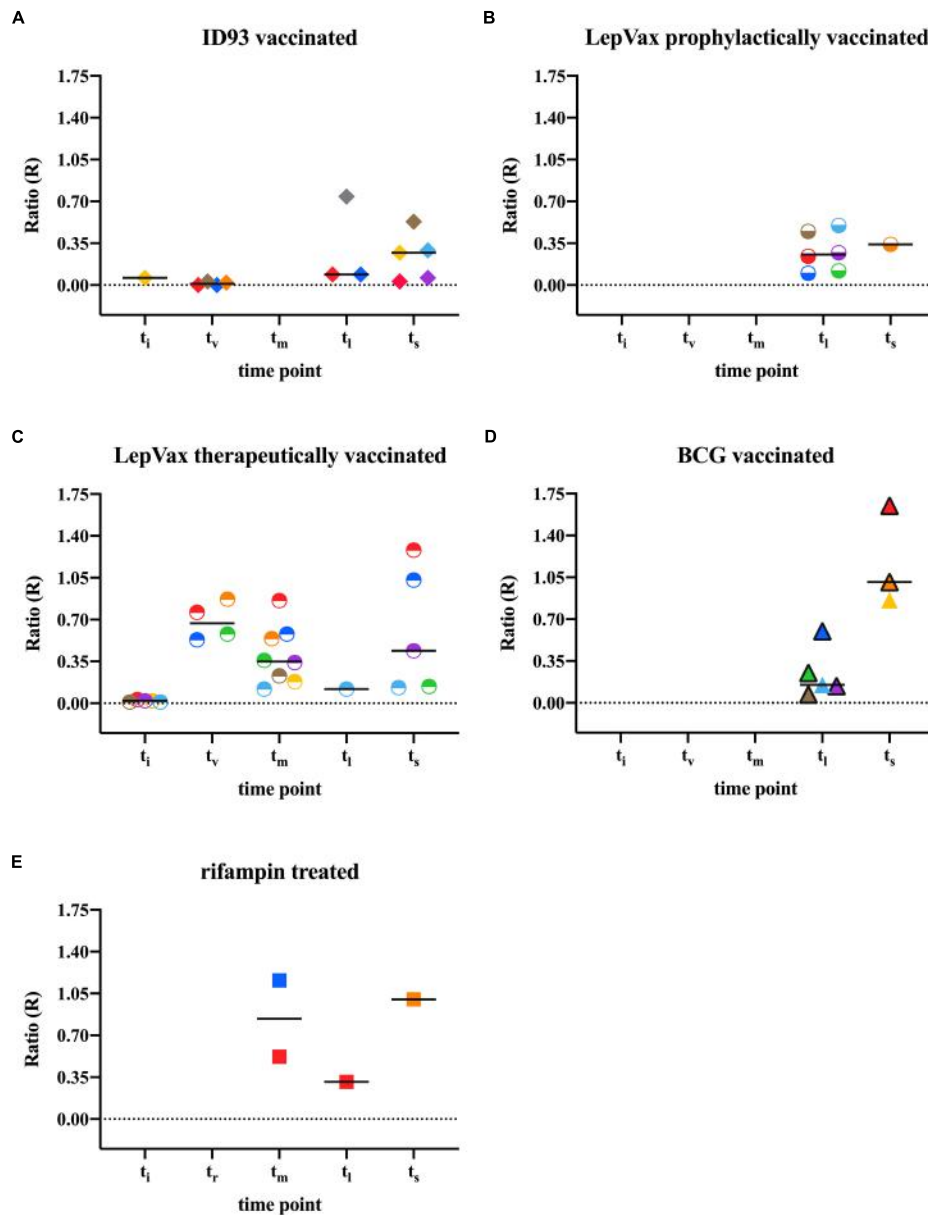 A
ID93 vaccinated
1.75
1.40
1.05
0.70
0.35
0.00
Ratio (R)
ti tv tm tl ts
time point
B
LepVax prophylactically vaccinated
1.75
1.40
1.05
0.70
0.35
0.00
Ratio (R)
ti tv tm tl ts
time point
C
LepVax therapeutically vaccinated
1.75
1.40
1.05
0.70
0.35
0.00
Ratio (R)
ti tv tm tl ts
time point
D
BCG vaccinated
1.75
1.40
1.05
0.70
0.35
0.00
Ratio (R)
ti tv tm tl ts
time point
E
rifampin treated
1.75
1.40
1.05
0.70
0.35
0.00
Ratio (R)
ti tr tm tl ts
time point